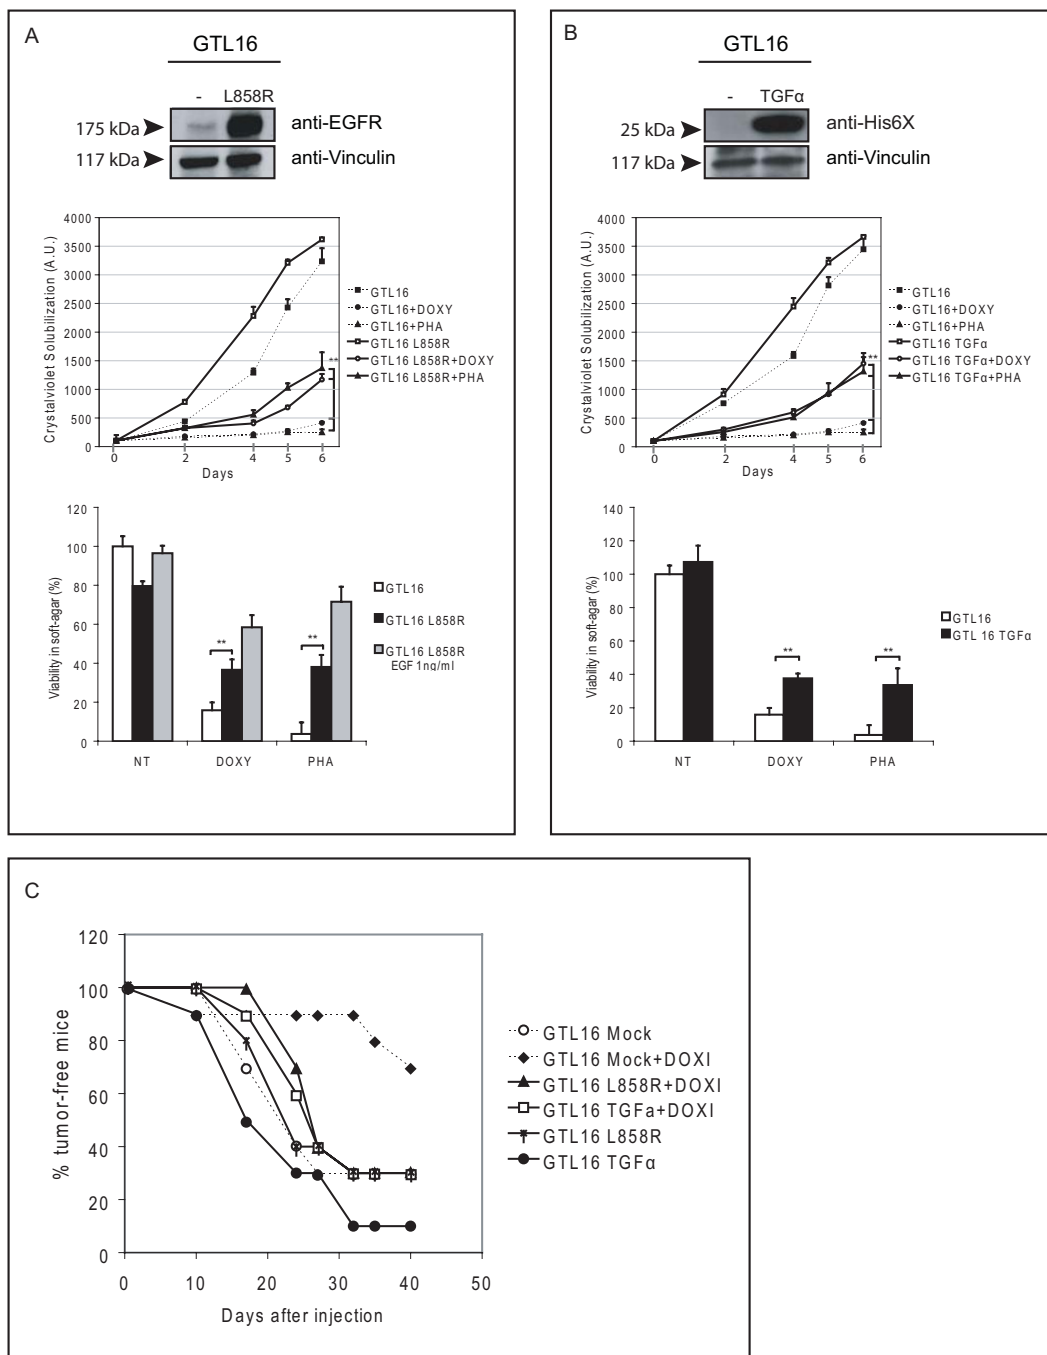 A
GTL16
- L858R
175 kDa anti-EGFR
117 kDa anti-Vinculin
Crystalviolet Solubilization (A.U.)
4000
3500
3000
2500
2000
1500
1000
500
0
0 2 4 5 6
Days
**
GTL16
GTL16+DOXY
GTL16+PHA
GTL16 L858R
GTL16 L858R+DOXY
GTL16 L858R+PHA
Viability in soft-agar (%)
120
100
80
60
40
20
0
** **
NT DOXY PHA
GTL16
GTL16 L858R
GTL16 L858R
EGF 1ng/ml
B
GTL16
- TGFα
25 kDa anti-His6X
117 kDa anti-Vinculin
Crystalviolet Solubilization (A.U.)
4000
3500
3000
2500
2000
1500
1000
500
0
0 2 4 5 6
Days
**
GTL16
GTL16+DOXY
GTL16+PHA
GTL16 TGFα
GTL16 TGFα+DOXY
GTL16 TGFα+PHA
Viability in soft-agar (%)
140
120
100
80
60
40
20
0
** **
NT DOXY PHA
GTL16
GTL 16 TGFα
C
% tumor-free mice
120
100
80
60
40
20
0
0 10 20 30 40 50
Days after injection
GTL16 Mock
GTL16 Mock+DOXI
GTL16 L858R+DOXI
GTL16 TGFa+DOXI
GTL16 L858R
GTL16 TGFα